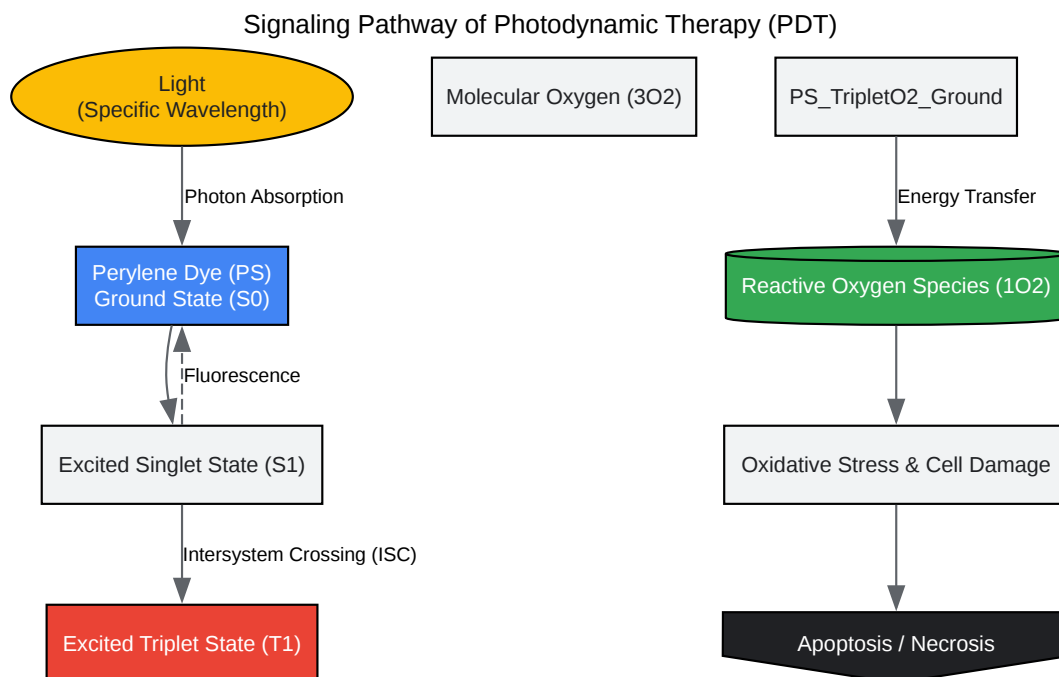 Signaling Pathway of Photodynamic Therapy (PDT)
Light
(Specific Wavelength)
Molecular Oxygen (3O2)
PS_TripletO2_Ground
Photon Absorption
Energy Transfer
Perylene Dye (PS)
Ground State (S0)
Reactive Oxygen Species (1O2)
Fluorescence
Excited Singlet State (S1)
Oxidative Stress & Cell Damage
Intersystem Crossing (ISC)
Excited Triplet State (T1)
Apoptosis / Necrosis